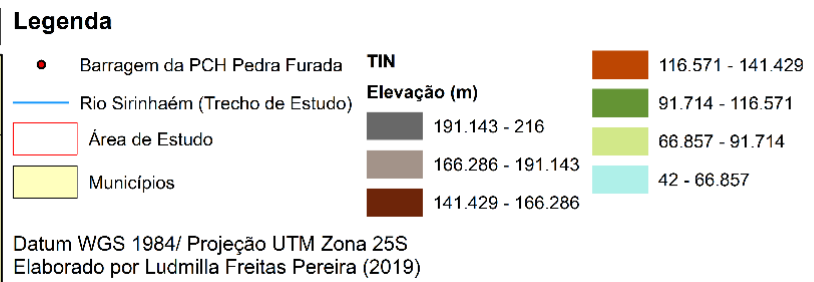 Legenda
Barragem da PCH Pedra Furada
Rio Sirinhaém (Trecho de Estudo)
Área de Estudo
Municípios
TIN
Elevação (m)
191.143 - 216
166.286 - 191.143
141.429 - 166.286
116.571 - 141.429
91.714 - 116.571
66.857 - 91.714
42 - 66.857
Datum WGS 1984/ Projeção UTM Zona 25S
Elaborado por Ludmilla Freitas Pereira (2019)